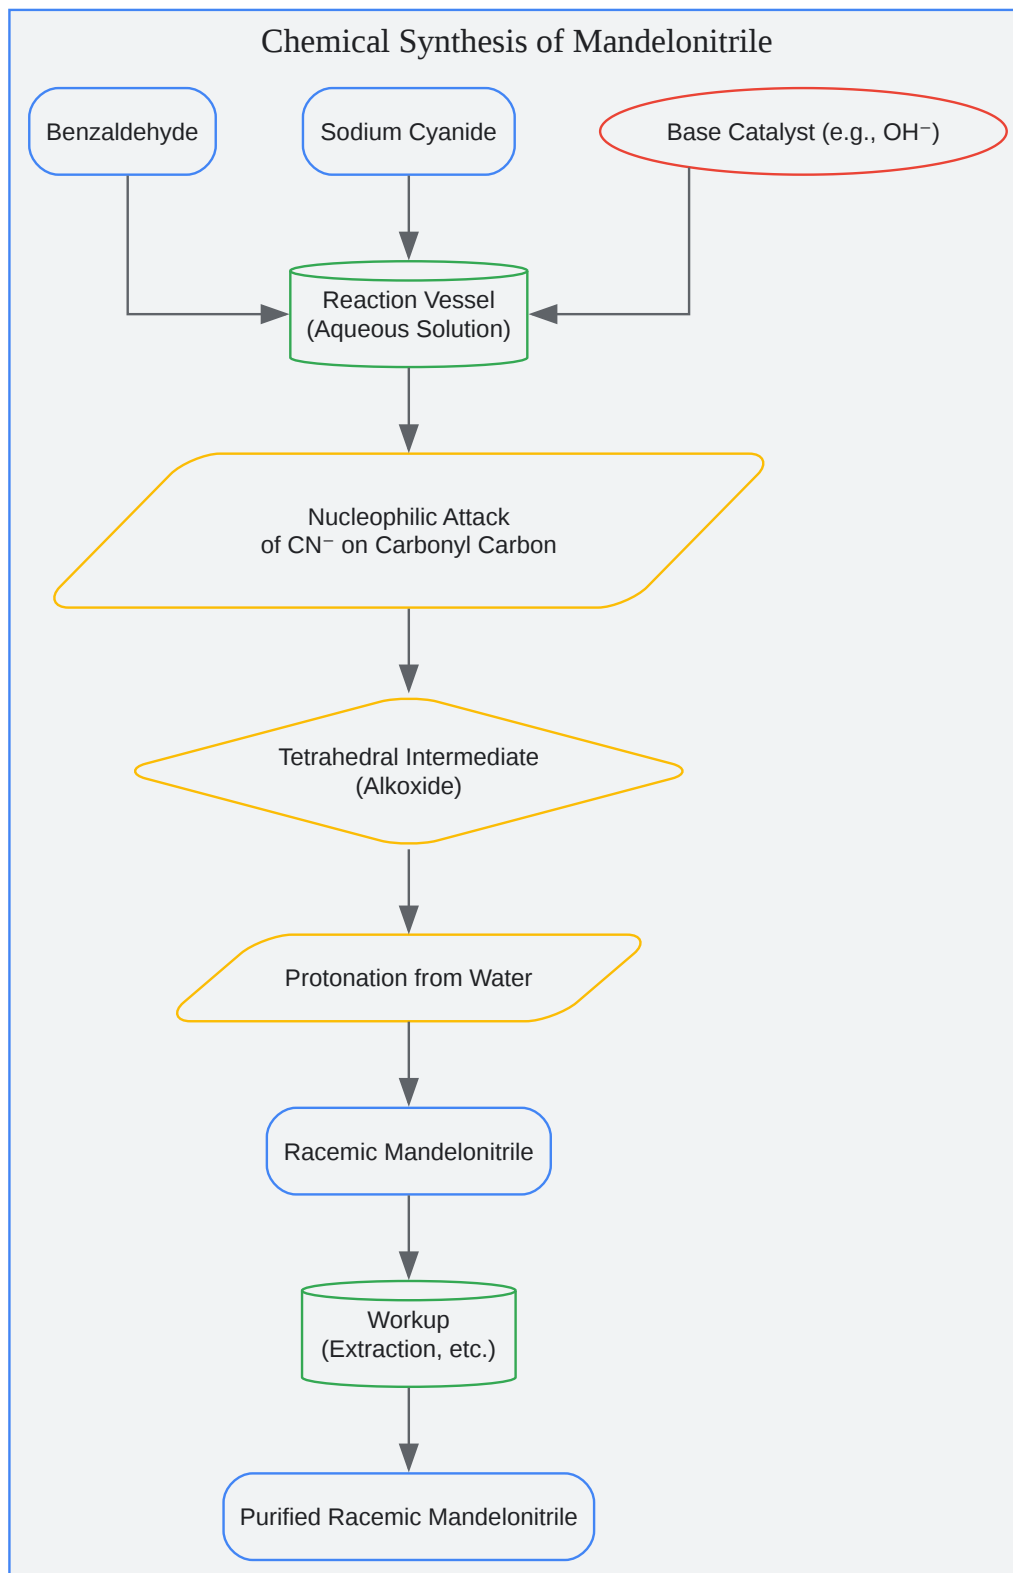 Chemical Synthesis of Mandelonitrile
Benzaldehyde
Sodium Cyanide
Base Catalyst (e.g., OH⁻)
Reaction Vessel
(Aqueous Solution)
Nucleophilic Attack
of CN⁻ on Carbonyl Carbon
Tetrahedral Intermediate
(Alkoxide)
Protonation from Water
Racemic Mandelonitrile
Workup
(Extraction, etc.)
Purified Racemic Mandelonitrile